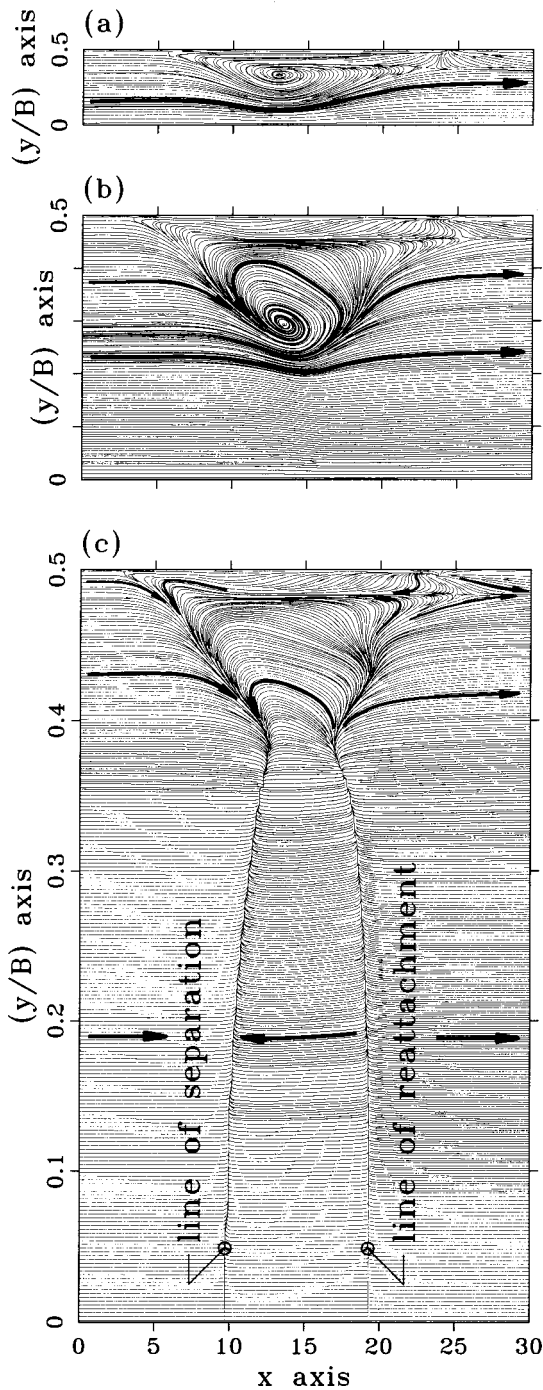 (a)
0.5
0
(y/B) axis
(b)
0.5
0
(y/B) axis
(c)
0.5
0.4
0.3
0.2
0.1
0
(y/B) axis
line of separation
line of reattachment
0 5 10 15 20 25 30
x axis